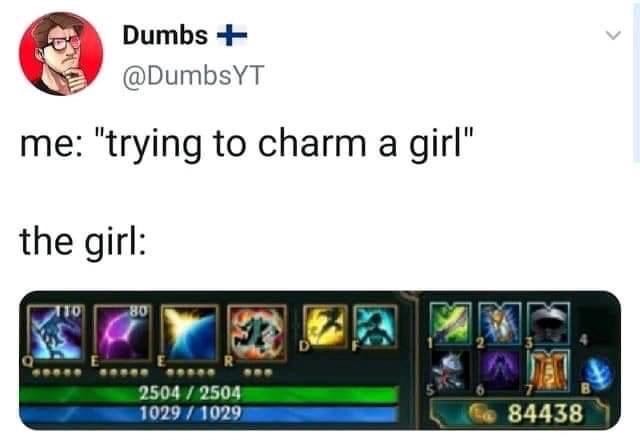 Dumbs
@DumbsYT
me: "trying to charm a girl"
the girl:
110 80
Q E E R D F
2504 / 2504
1029 / 1029
1 2 3 4
5 6 7 B
84438